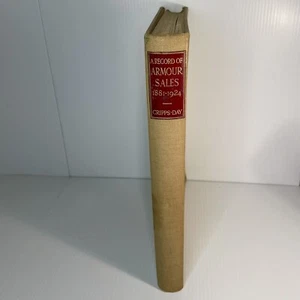 A RECORD OF
ARMOUR
SALES
1881-1924
CRIPPS-DAY